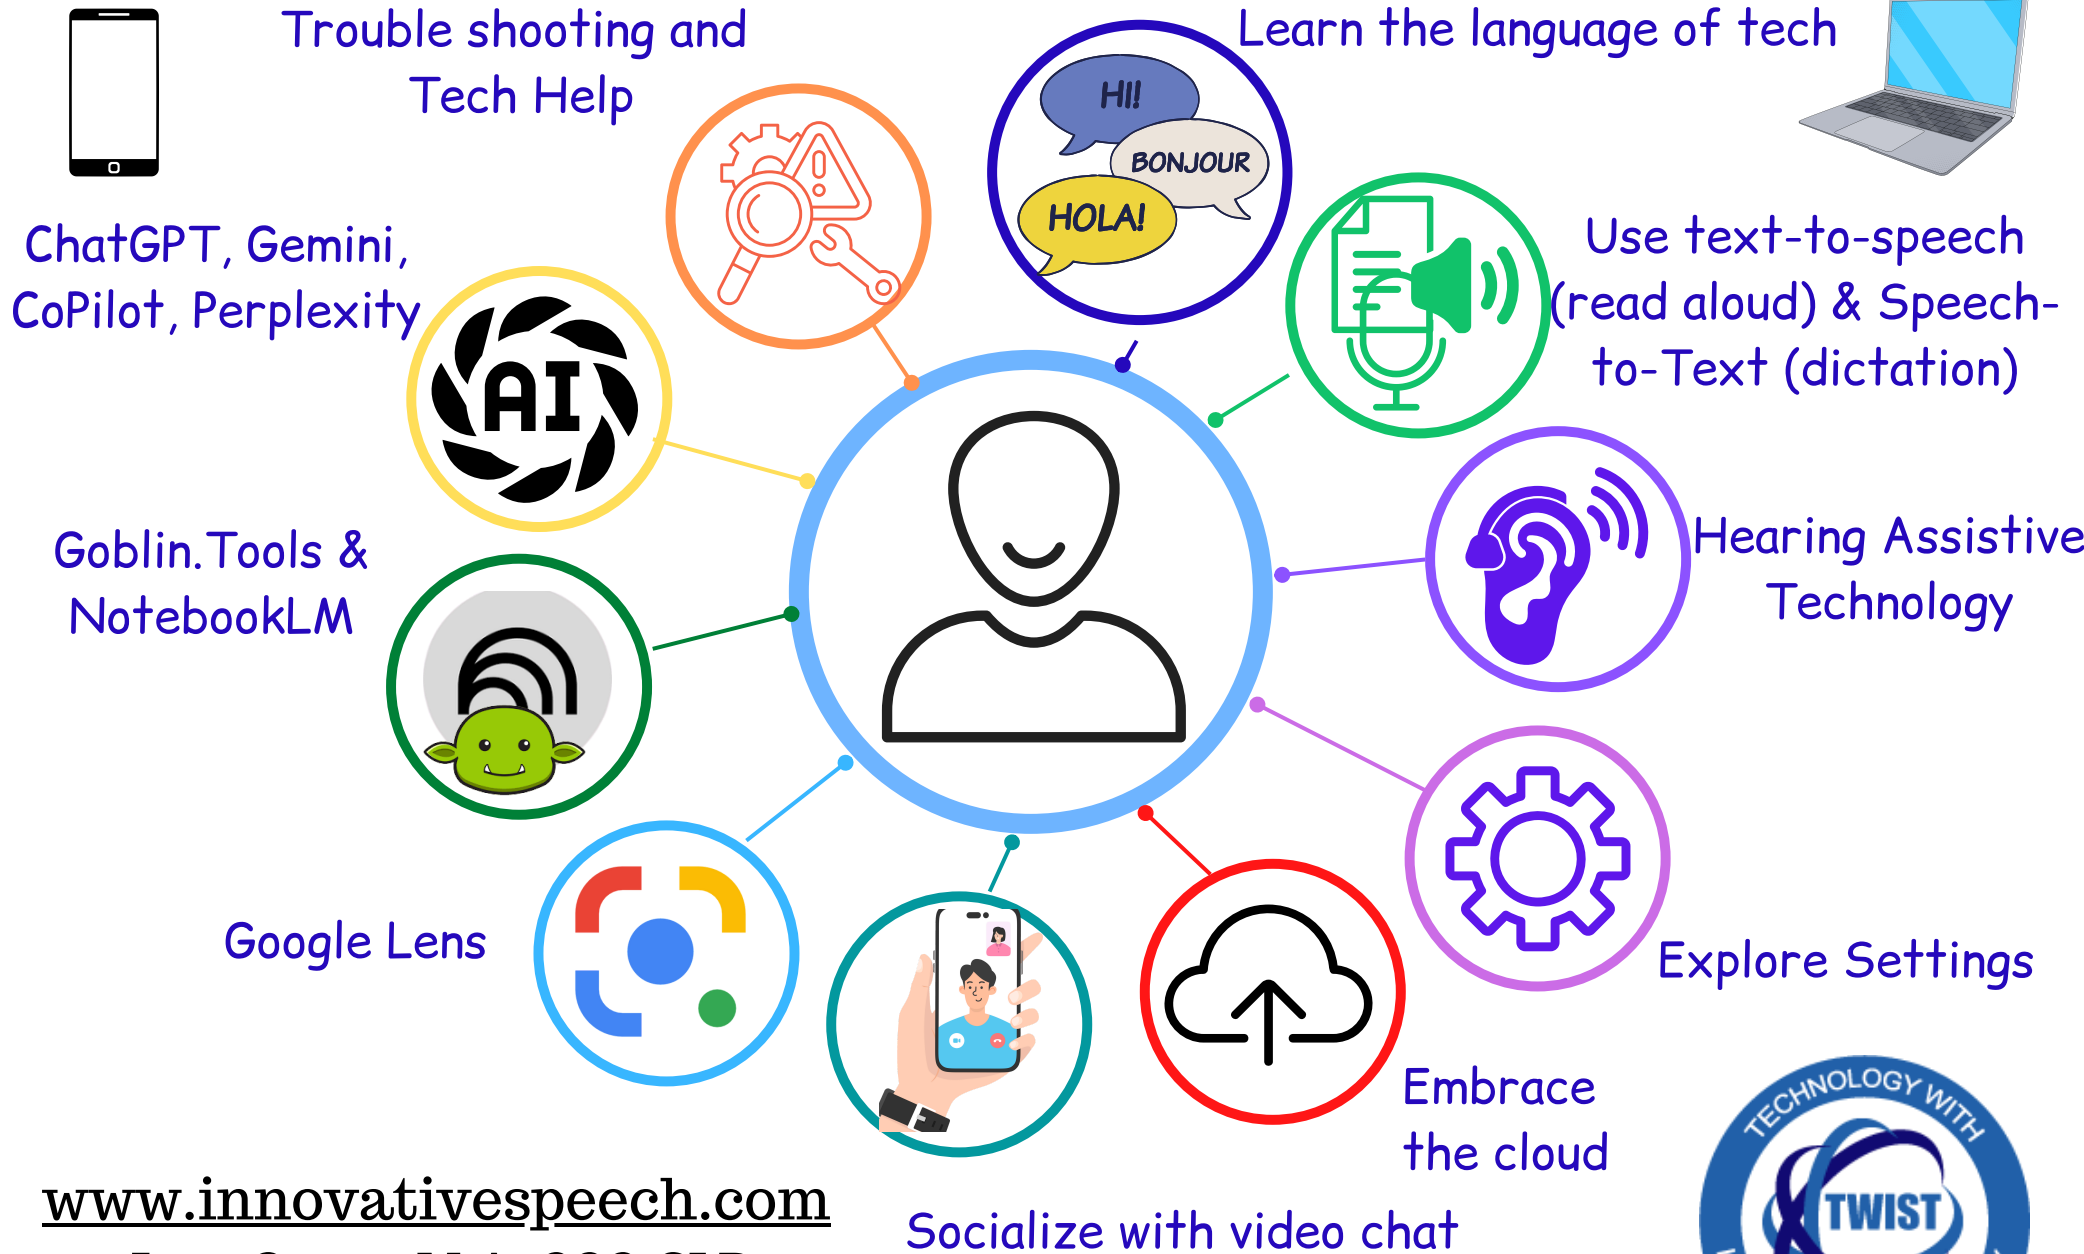 Trouble shooting and
Tech Help
Learn the language of tech
HI!
BONJOUR
HOLA!
ChatGPT, Gemini,
CoPilot, Perplexity
AI
Use text-to-speech
(read aloud) & Speech-
to-Text (dictation)
Hearing Assistive
Technology
Goblin.Tools &
NotebookLM
Google Lens
Explore Settings
Embrace
the cloud
Socialize with video chat
TECHNOLOGY WITH
TWIST
www.innovativespeech.com